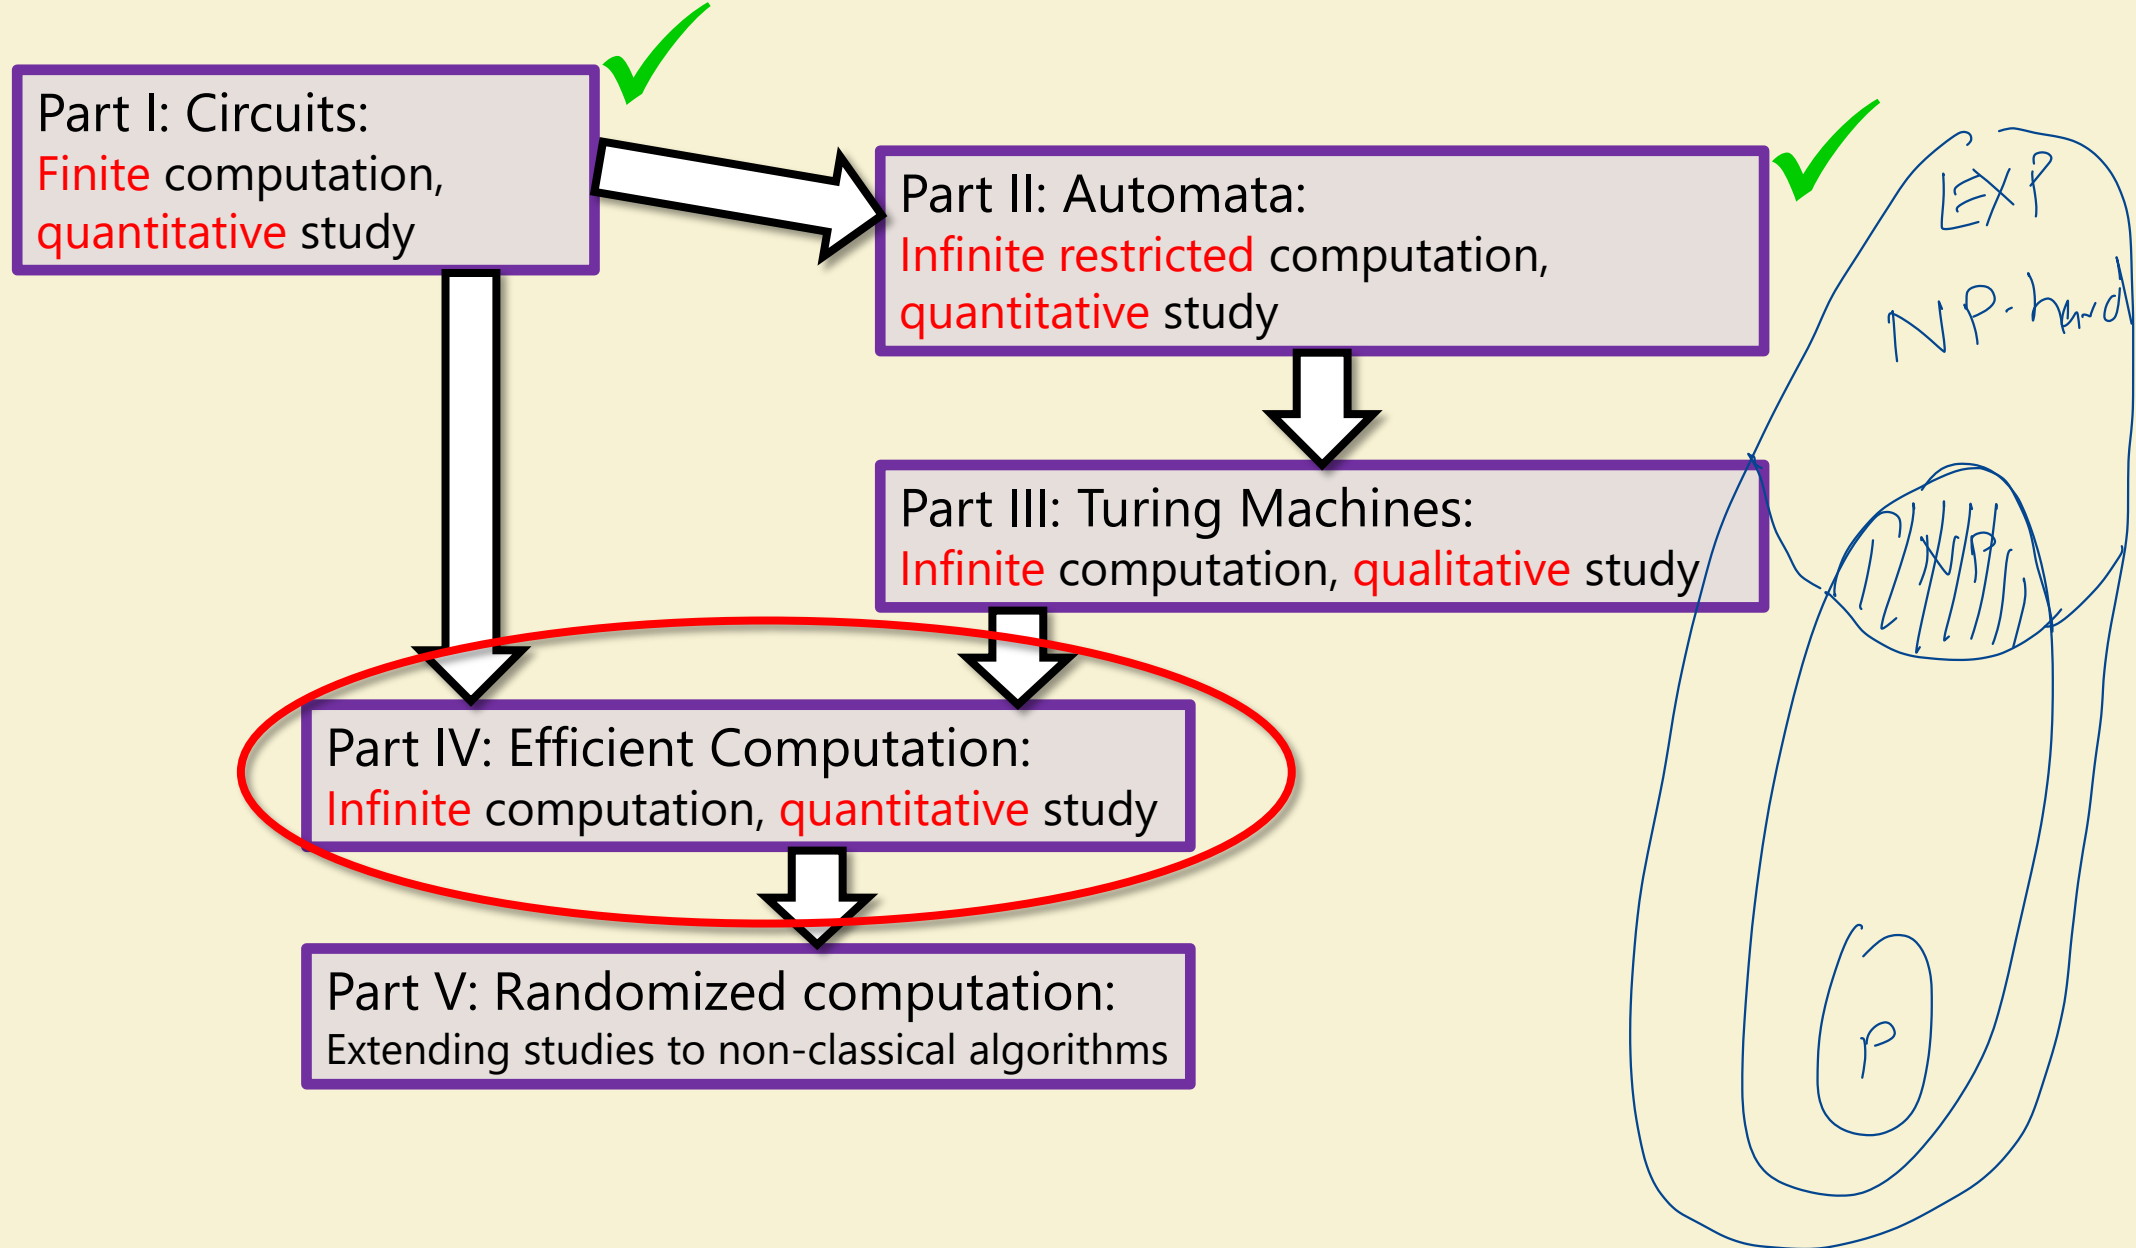 Part I: Circuits:
Finite computation,
quantitative study
Part II: Automata:
Infinite restricted computation,
quantitative study
Part III: Turing Machines:
Infinite computation, qualitative study
Part IV: Efficient Computation:
Infinite computation, quantitative study
Part V: Randomized computation:
Extending studies to non-classical algorithms
EXP
NP-hard
NP
P